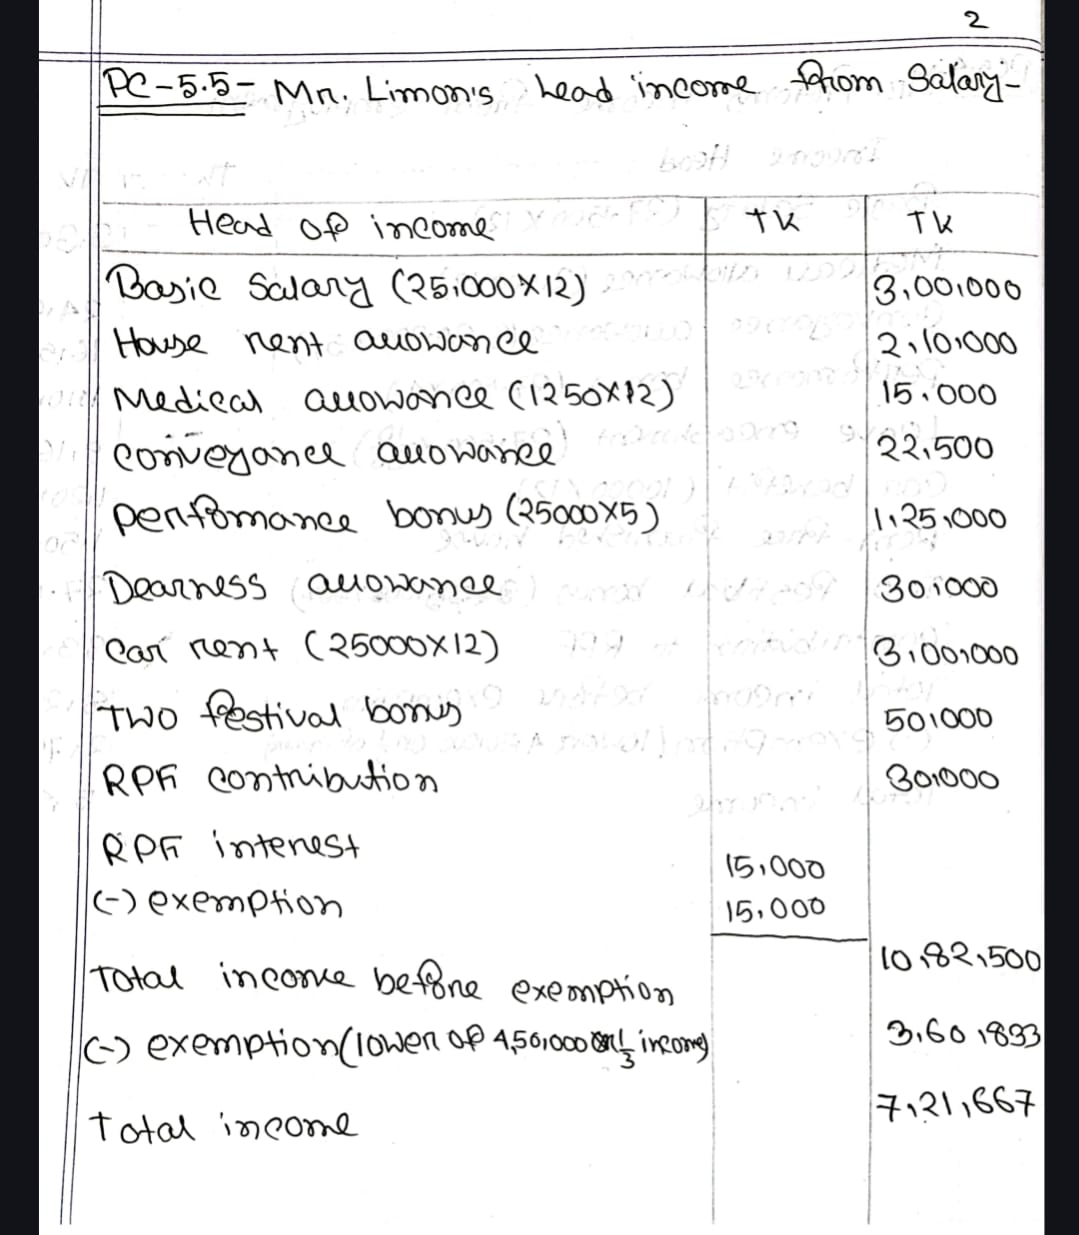 2
PC-5.5- Mr. Limon's head income from Salary-
Head of income TK TK
Basic Salary (25,000×12) 3,00,000
House rent allowance 2,10,000
Medical allowance (1250×12) 15,000
Conveyance allowance 22,500
Perfomance bonus (25000×5) 1,25,000
Dearness allowance 30,000
Car rent (25000×12) 3,00,000
Two festival bonus 50,000
RPF contribution 30,000
RPF interest 15,000
(-) exemption 15,000
Total income before exemption 10,82,500
(-) exemption (lower of 4,50,000 or 1/3 income) 3,60,833
Total income 7,21,667